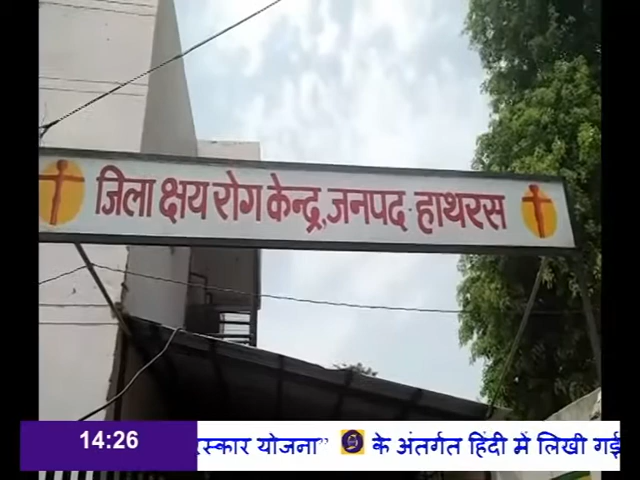 जिला क्षय रोग केन्द्र, जनपद हाथरस
14:26
योजना” के अंतर्गत हिंदी में लिखी गई